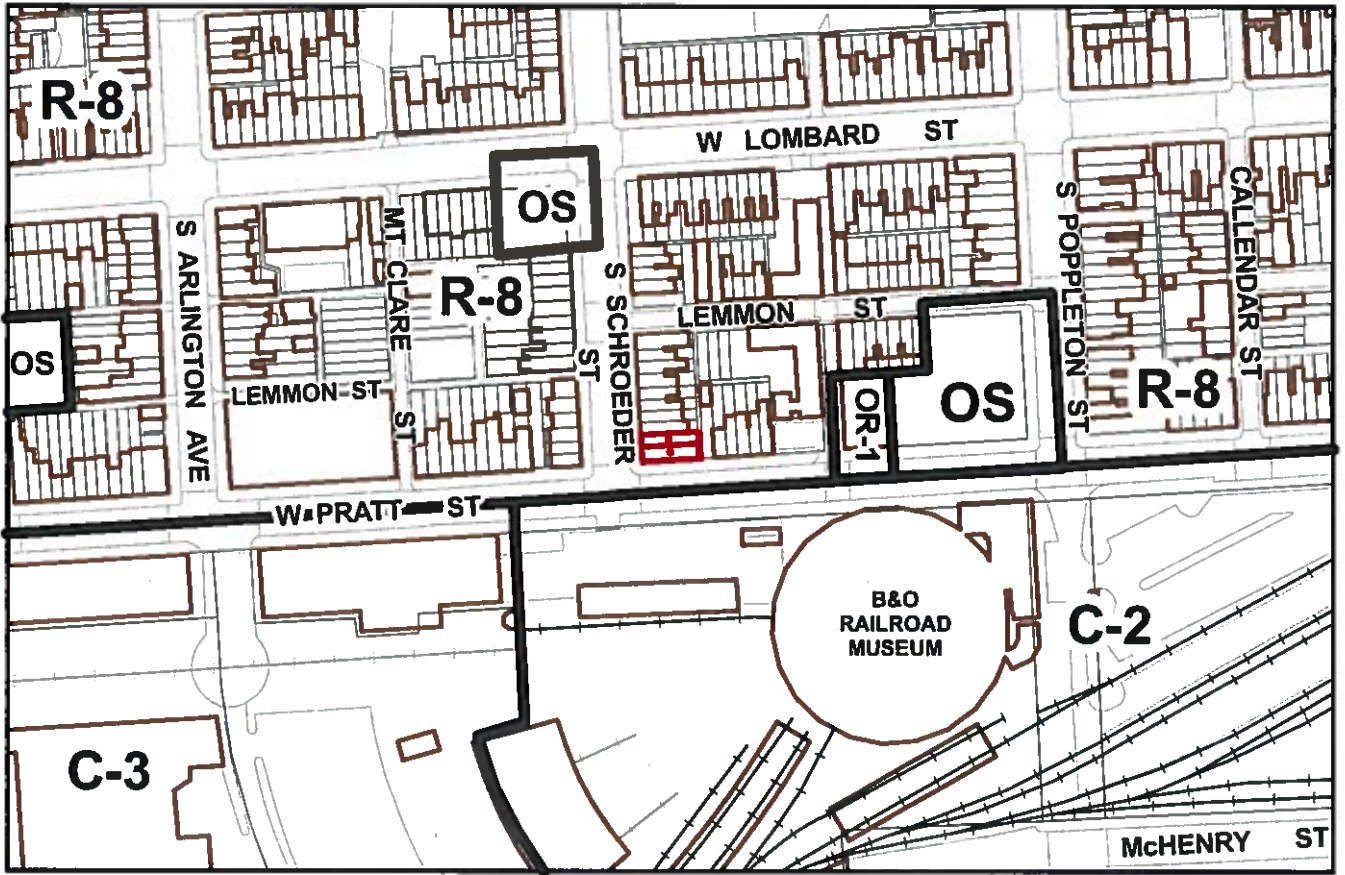 R-8
W LOMBARD ST
OS
S ARLINGTON AVE
MT CLARE ST
R-8
S SCHROEDER ST
LEMMON ST
S POPPLETON ST
CALLENDAR ST
OS
LEMMON ST
OR-1
OS
R-8
W PRATT ST
B&O
RAILROAD
MUSEUM
C-2
C-3
McHENRY ST